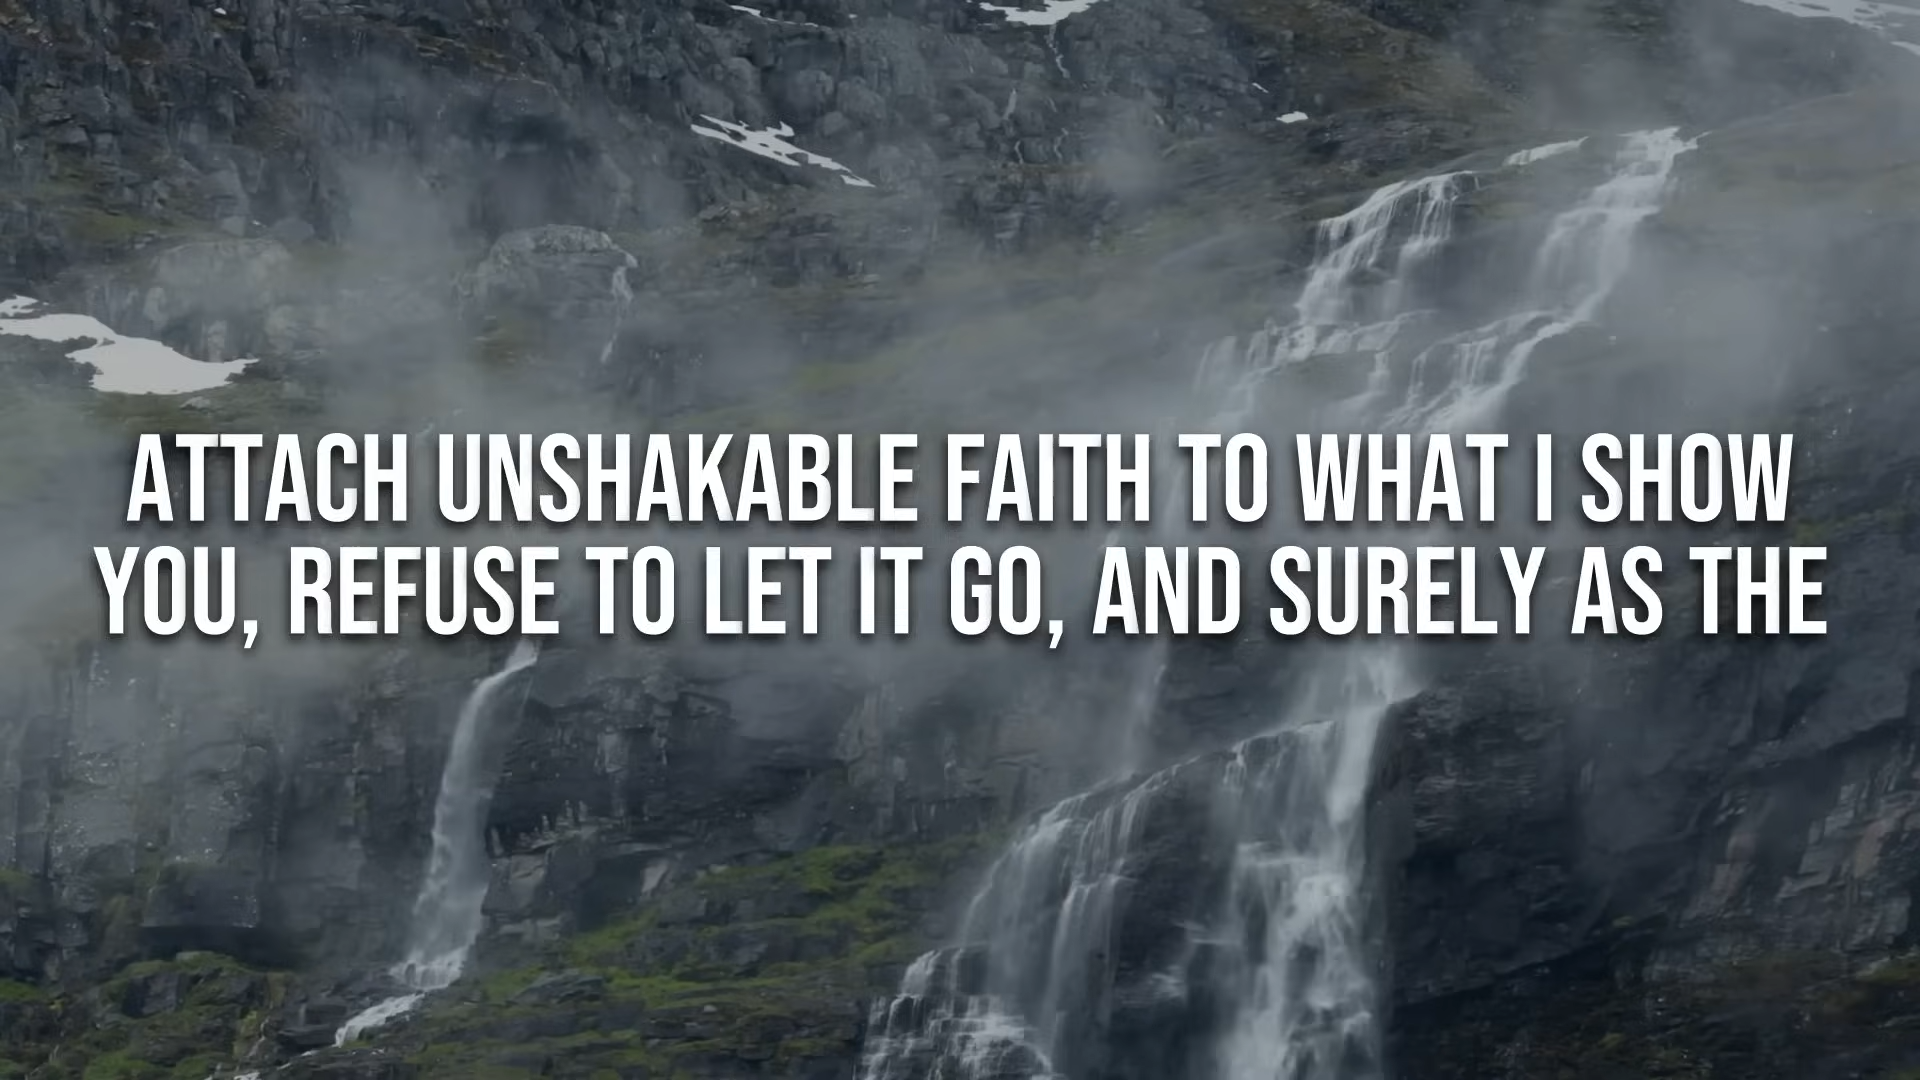 ATTACH UNSHAKABLE FAITH TO WHAT I SHOW
YOU, REFUSE TO LET IT GO, AND SURELY AS THE